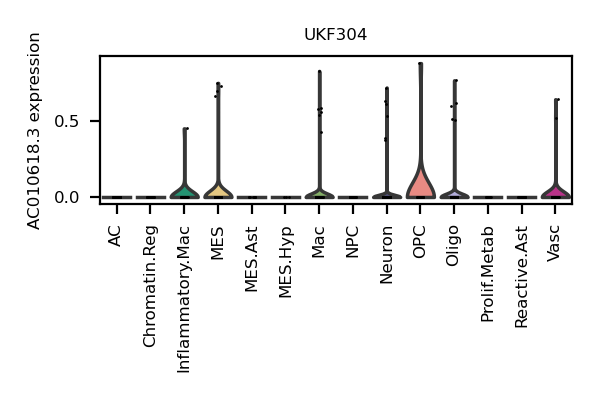 UKF304
AC010618.3 expression
0.5
0.0
AC
Chromatin.Reg
Inflammatory.Mac
MES
MES.Ast
MES.Hyp
Mac
NPC
Neuron
OPC
Oligo
Prolif.Metab
Reactive.Ast
Vasc